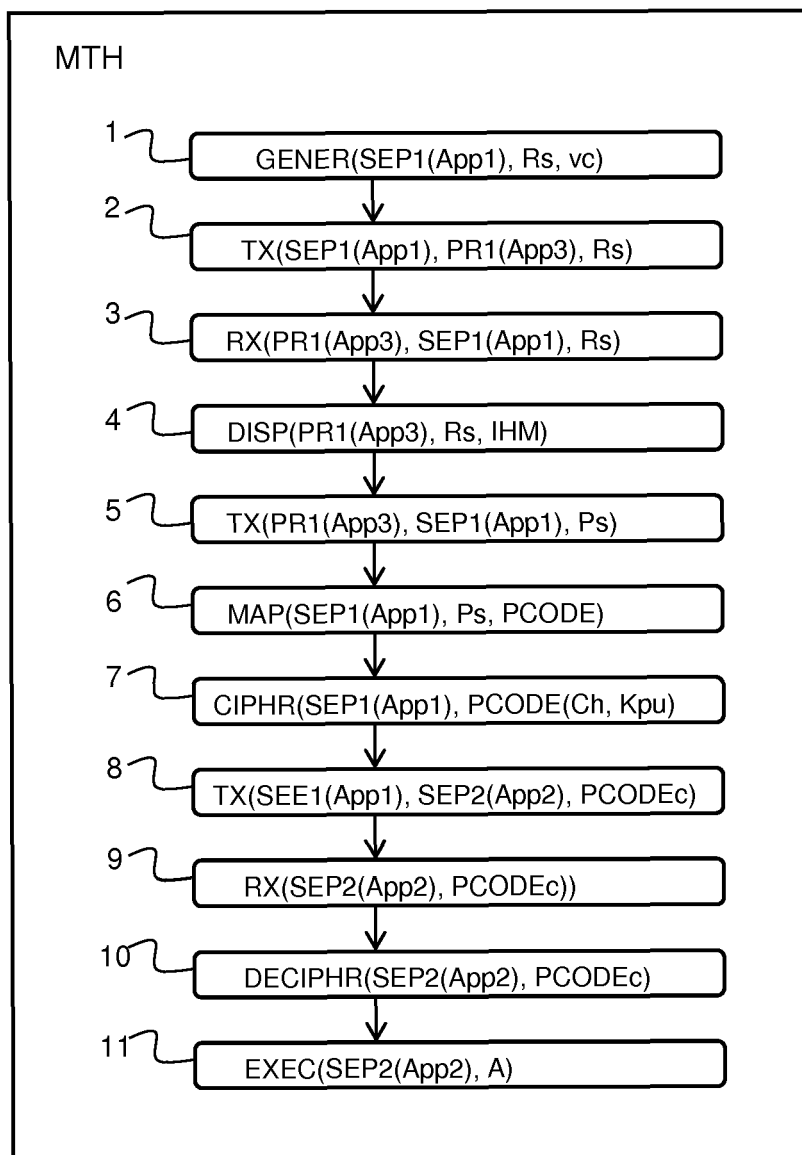 MTH
1
GENER(SEP1(App1), Rs, vc)
2
TX(SEP1(App1), PR1(App3), Rs)
3
RX(PR1(App3), SEP1(App1), Rs)
4
DISP(PR1(App3), Rs, IHM)
5
TX(PR1(App3), SEP1(App1), Ps)
6
MAP(SEP1(App1), Ps, PCODE)
7
CIPHR(SEP1(App1), PCODE(Ch, Kpu)
8
TX(SEE1(App1), SEP2(App2), PCODEc)
9
RX(SEP2(App2), PCODEc))
10
DECIPHR(SEP2(App2), PCODEc)
11
EXEC(SEP2(App2), A)